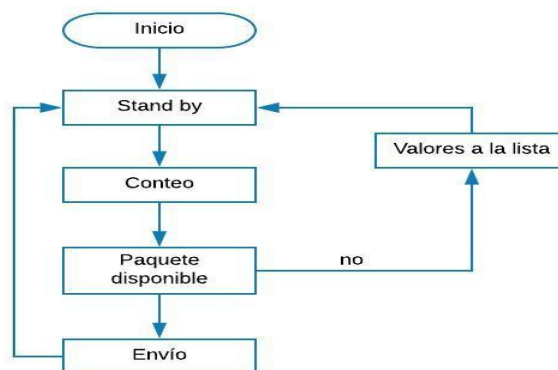 Inicio
Stand by
Valores a la lista
Conteo
Paquete
disponible
no
Envío